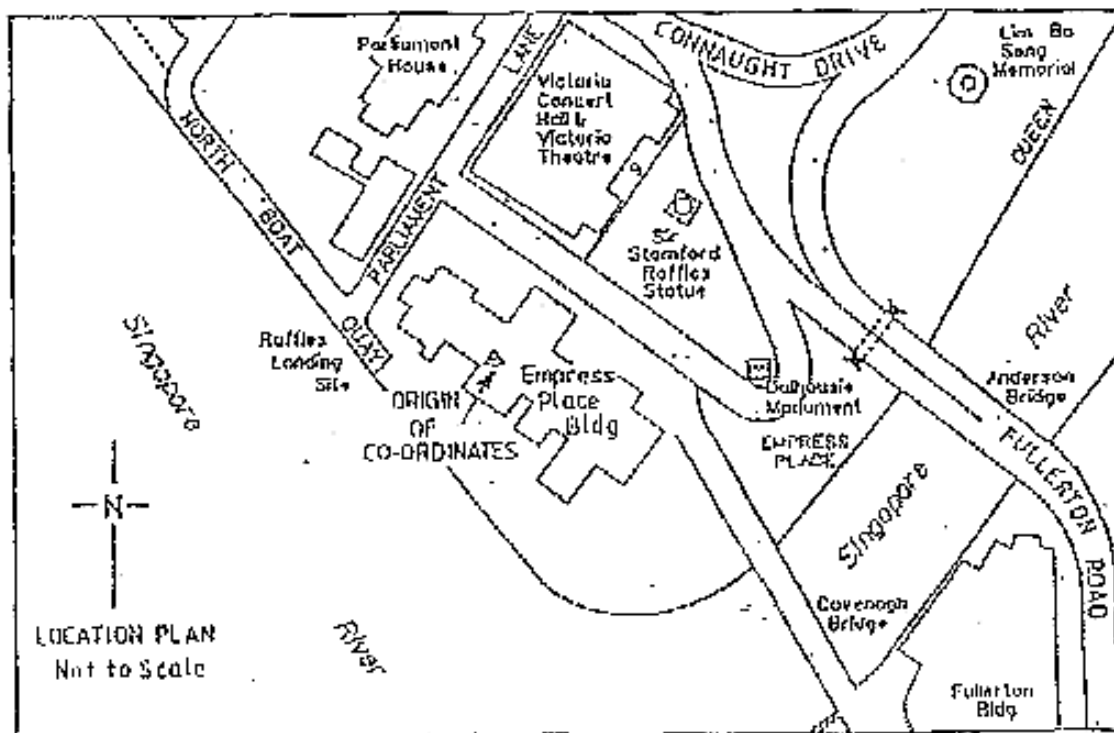 Parliament
House
LANE
Victoria
Concert
Hall &
Victoria
Theatre
CONNAUGHT DRIVE
Lim Bo
Seng
Memorial
QUEEN
NORTH BOAT QUAY
PARLIAMENT
9
Sir
Stamford
Raffles
Statue
Singapore
Raffles
Landing
Site
ORIGIN
OF
CO-ORDINATES
Empress
Place
Bldg
Dalhousie
Monument
EMPRESS
PLACE
River
Anderson
Bridge
FULLERTON ROAD
Singapore
N
LOCATION PLAN
Not to Scale
River
Cavenagh
Bridge
Fullerton
Bldg